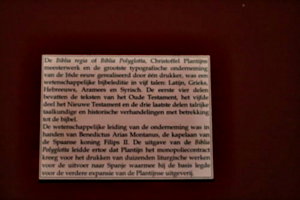 De Biblia regia of Biblia Polyglotta, Christoffel Plantijns
meesterwerk en de grootste typografische onderneming
van de 16de eeuw gerealiseerd door één drukker, was een
wetenschappelijke bijbeleditie in vijf talen: Latijn, Grieks,
Hebreeuws, Aramees en Syrisch. De eerste vier delen
bevatten de teksten van het Oude Testament, het vijfde
deel het Nieuwe Testament en de drie laatste delen talrijke
taalkundige en historische verhandelingen met betrekking
tot de bijbel.
De wetenschappelijke leiding van de onderneming was in
handen van Benedictus Arias Montanus, de kapelaan van
de Spaanse koning Filips II. De uitgave van de Biblia
Polyglotta leidde ertoe dat Plantijn het monopoliecontract
kreeg voor het drukken van duizenden liturgische werken
voor de uitvoer naar Spanje waarmee hij de basis legde
voor de verdere expansie van de Plantijnse uitgeverij.